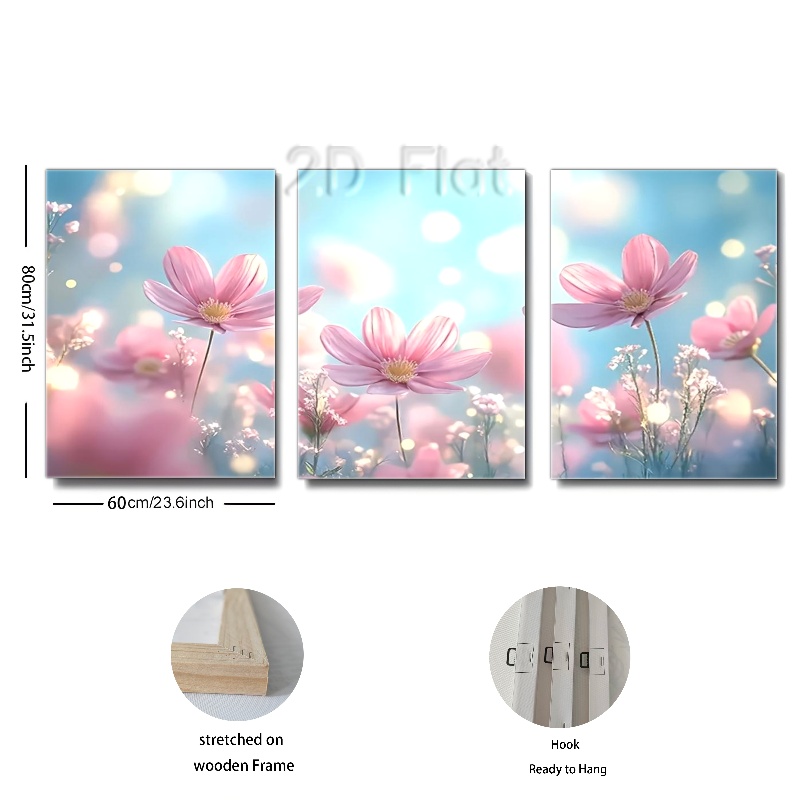 2D Flat
80cm/31.5inch
60cm/23.6inch
stretched on
wooden Frame
Hook
Ready to Hang